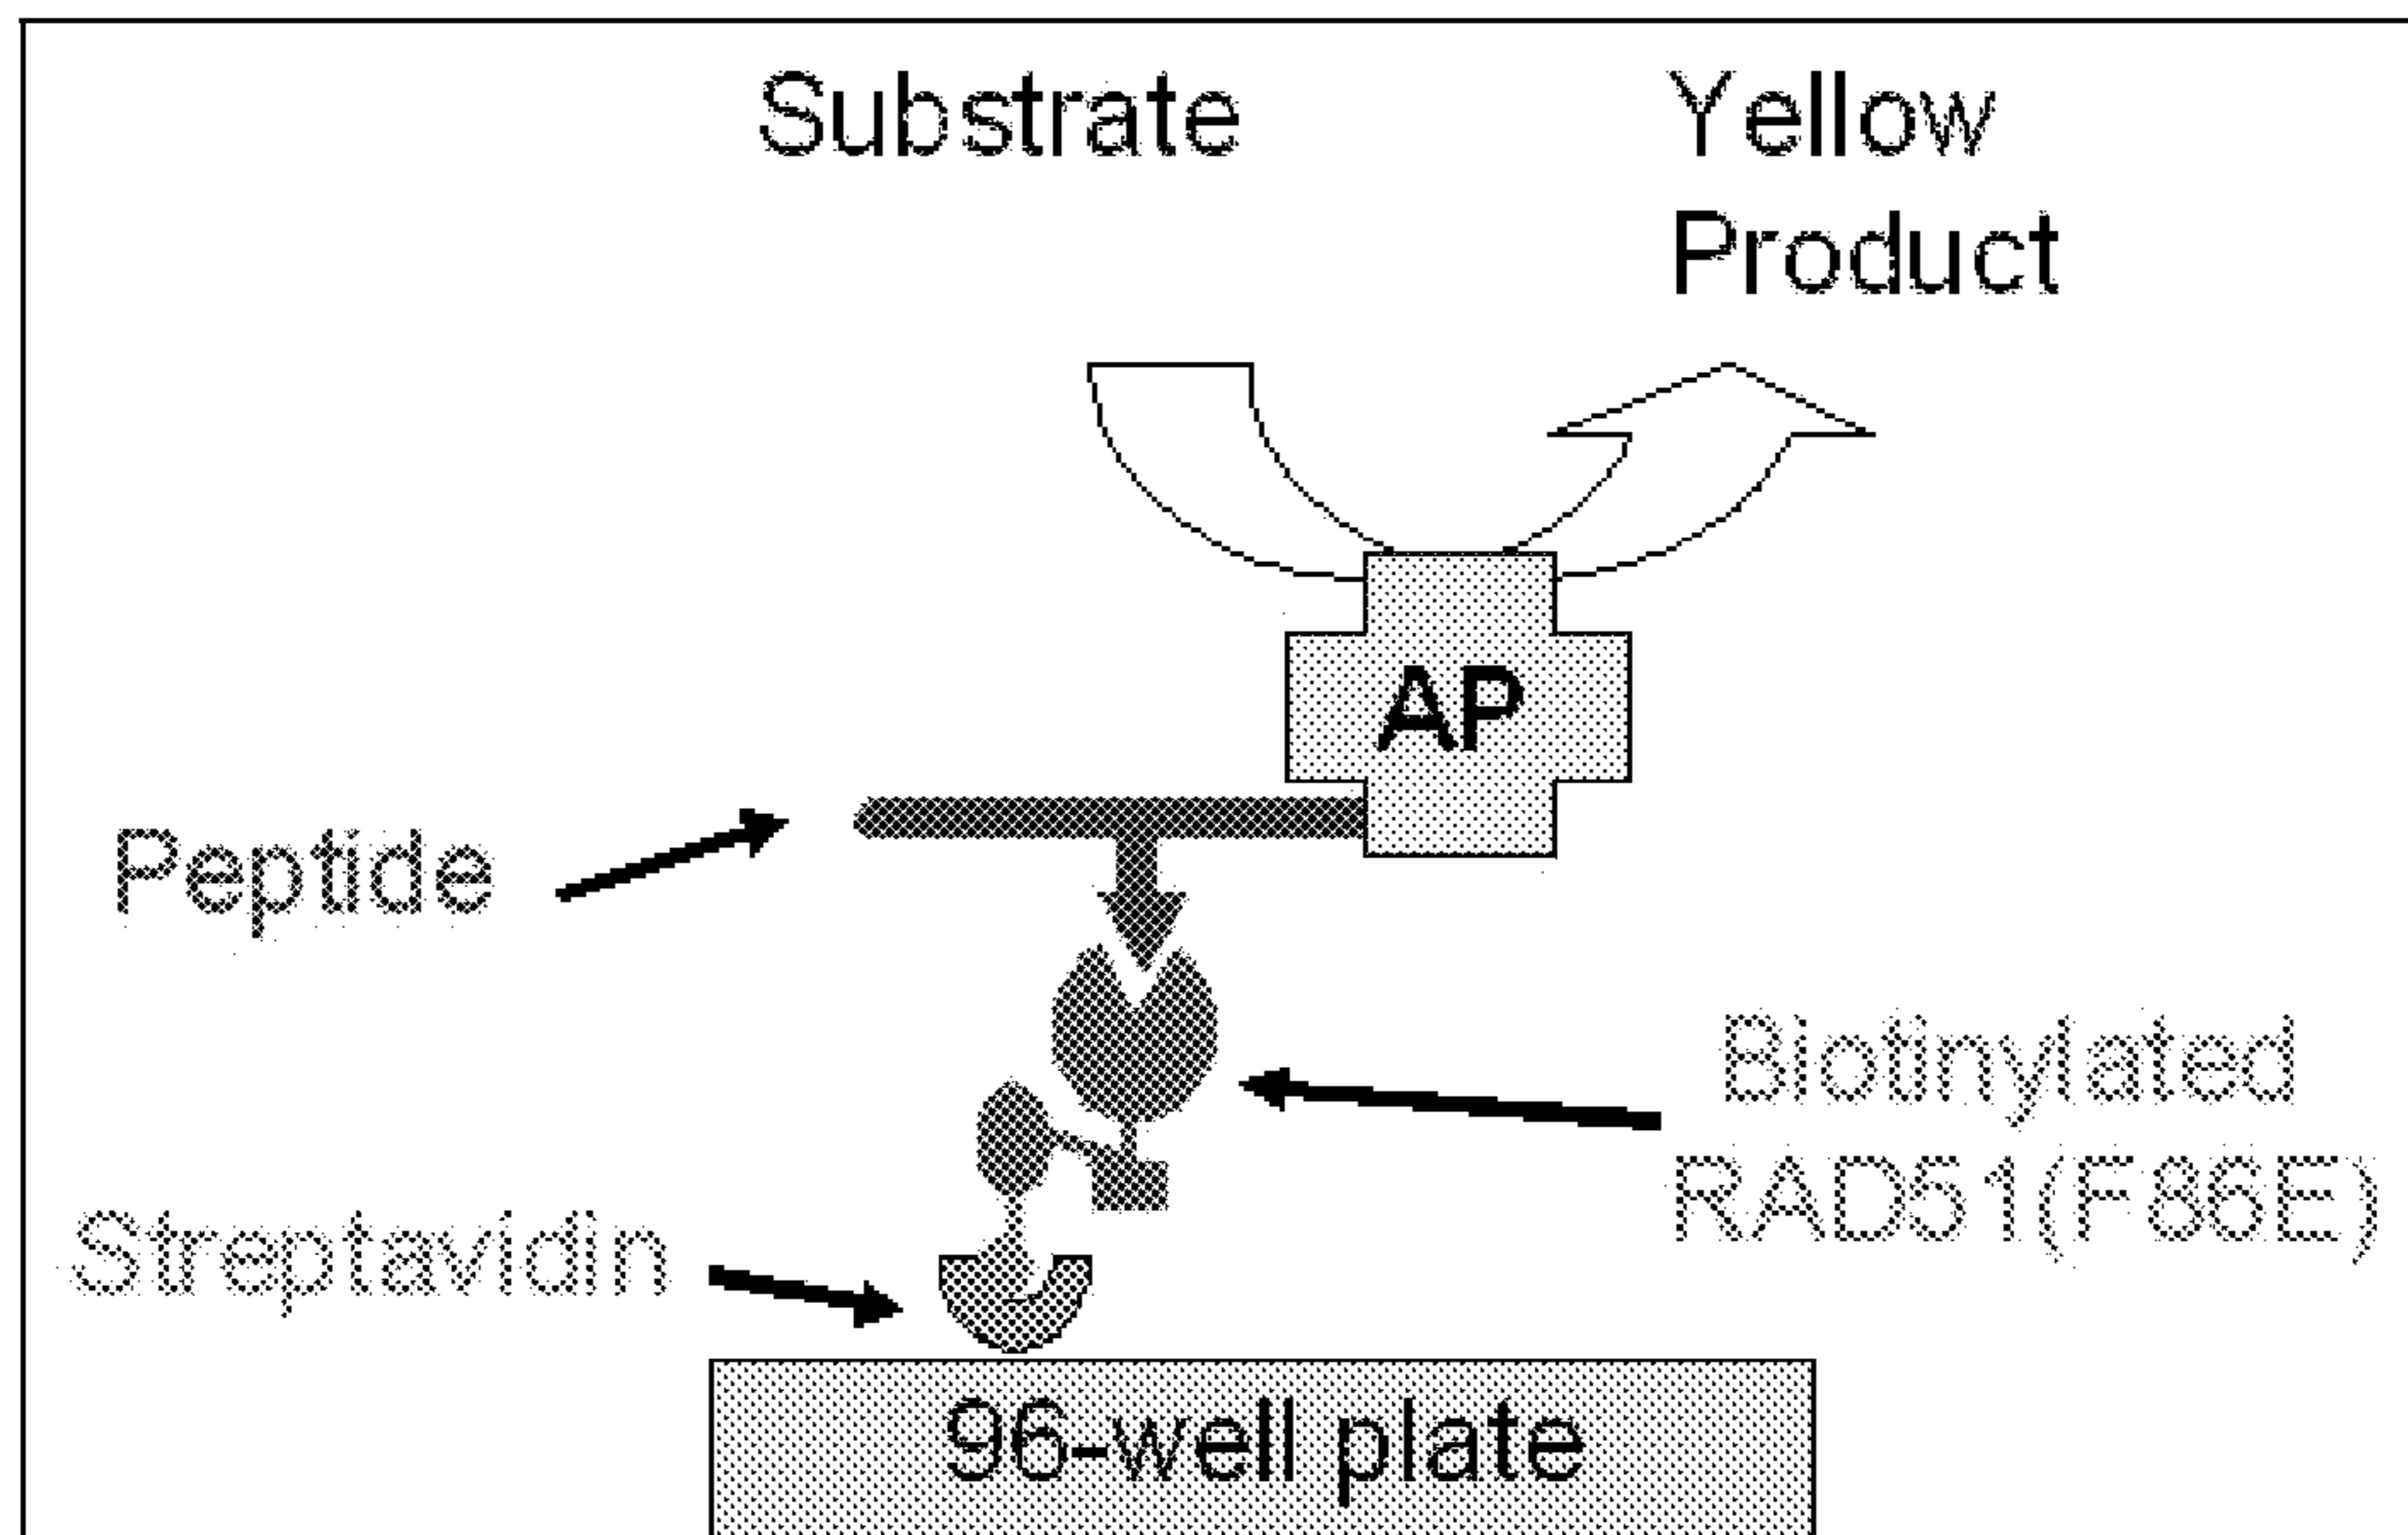 Substrate
Yellow
Product
AP
Peptide
Biotinylated
RAD51(F86E)
Streptavidin
96-well plate